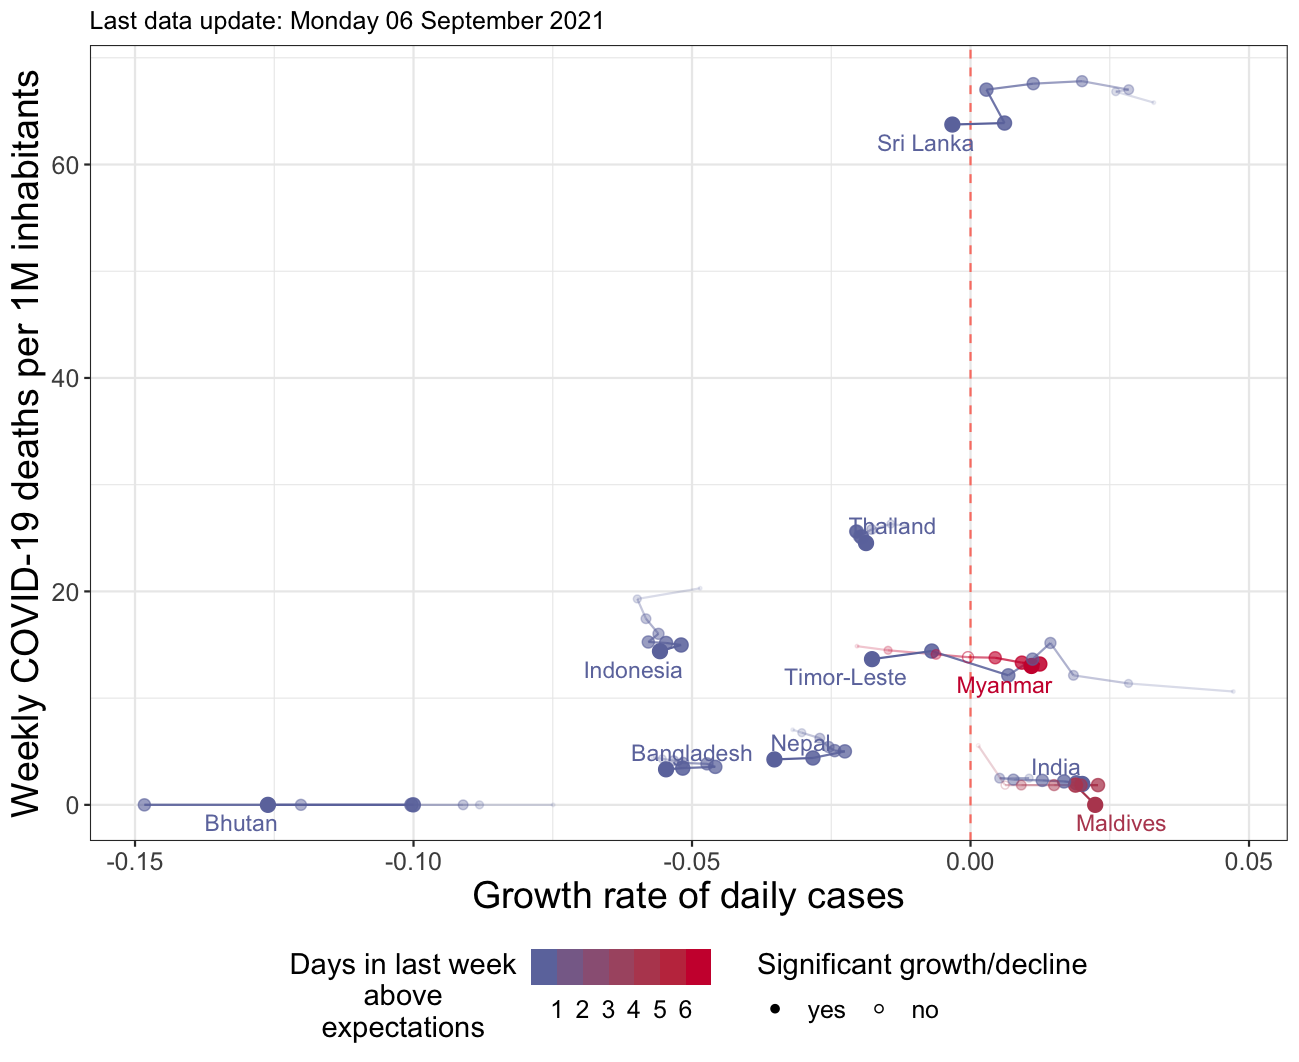 Last data update: Monday 06 September 2021
Weekly COVID-19 deaths per 1M inhabitants
60
40
20
0
Sri Lanka
Thailand
Indonesia
Timor-Leste
Myanmar
Bangladesh
Nepal
India
Bhutan
Maldives
-0.15
-0.10
-0.05
0.00
0.05
Growth rate of daily cases
Days in last week
above
expectations
1 2 3 4 5 6
Significant growth/decline
yes no